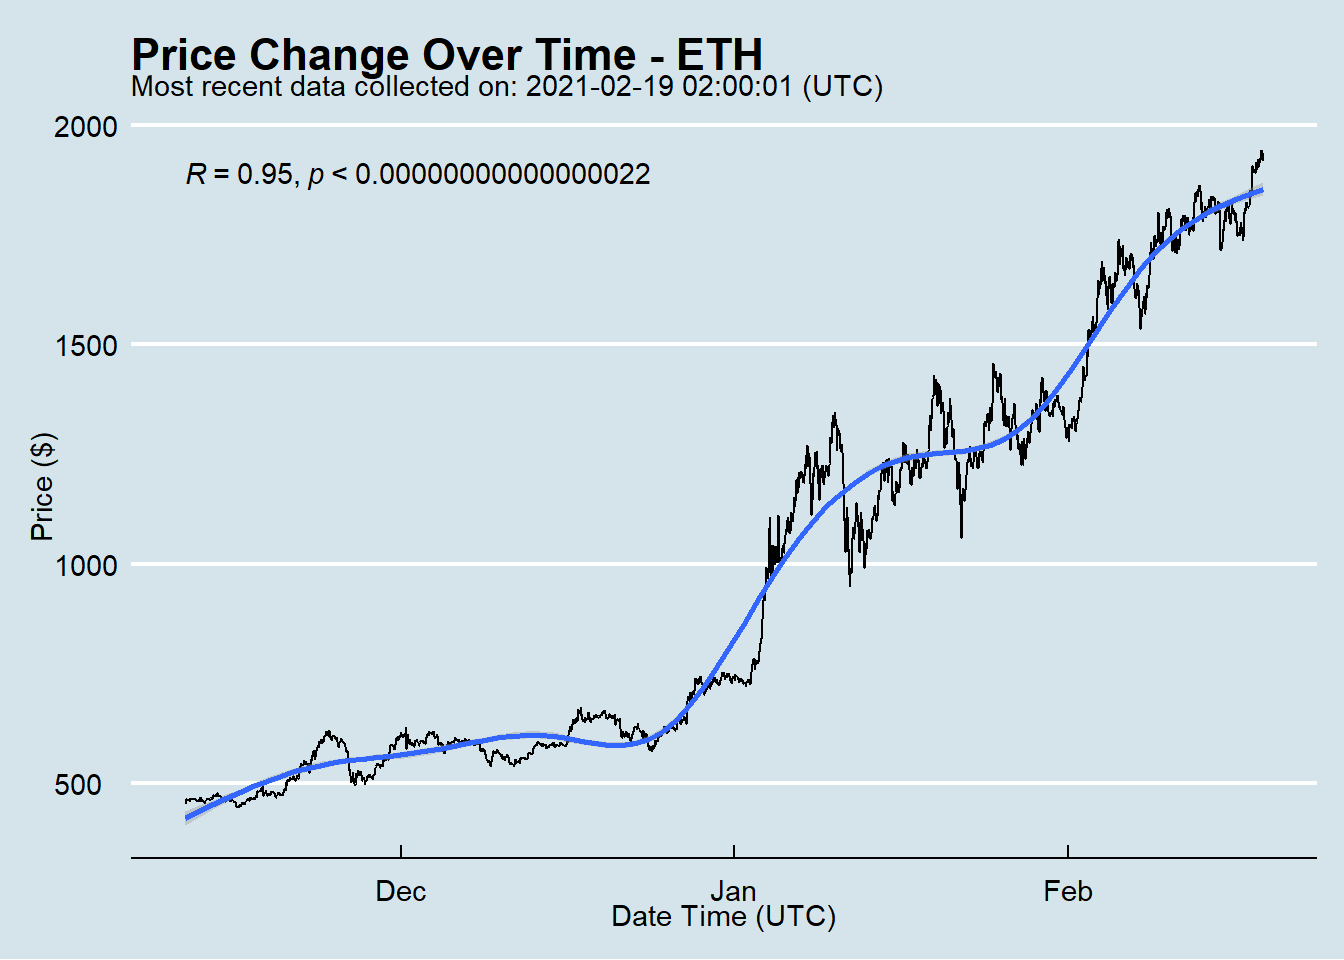 Price Change Over Time - ETH
Most recent data collected on: 2021-02-19 02:00:01 (UTC)
R = 0.95, p < 0.00000000000000022
2000
1500
1000
500
Price ($)
Dec Jan Feb
Date Time (UTC)